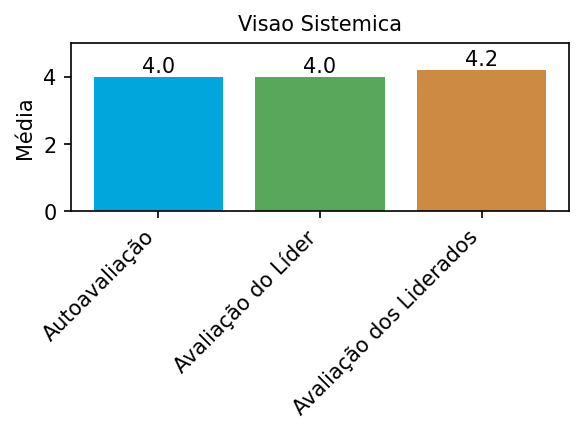 Visao Sistemica
4.0
4.0
4.2
Média
4
2
0
Autoavaliação
Avaliação do Líder
Avaliação dos Liderados